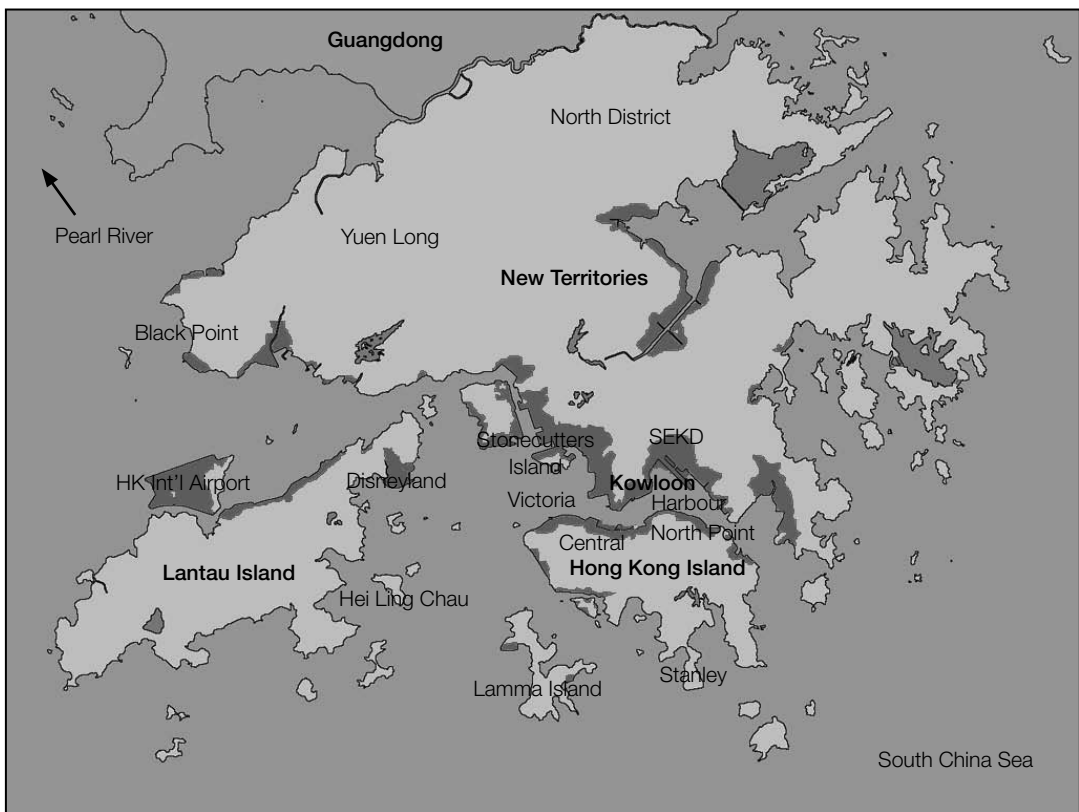 Guangdong
North District
Pearl River
Yuen Long
New Territories
Black Point
SEKD
Stonecutters
Island
HK Int'l Airport
Disneyland
Kowloon
Victoria
Harbour
North Point
Central
Lantau Island
Hong Kong Island
Hei Ling Chau
Stanley
Lamma Island
South China Sea